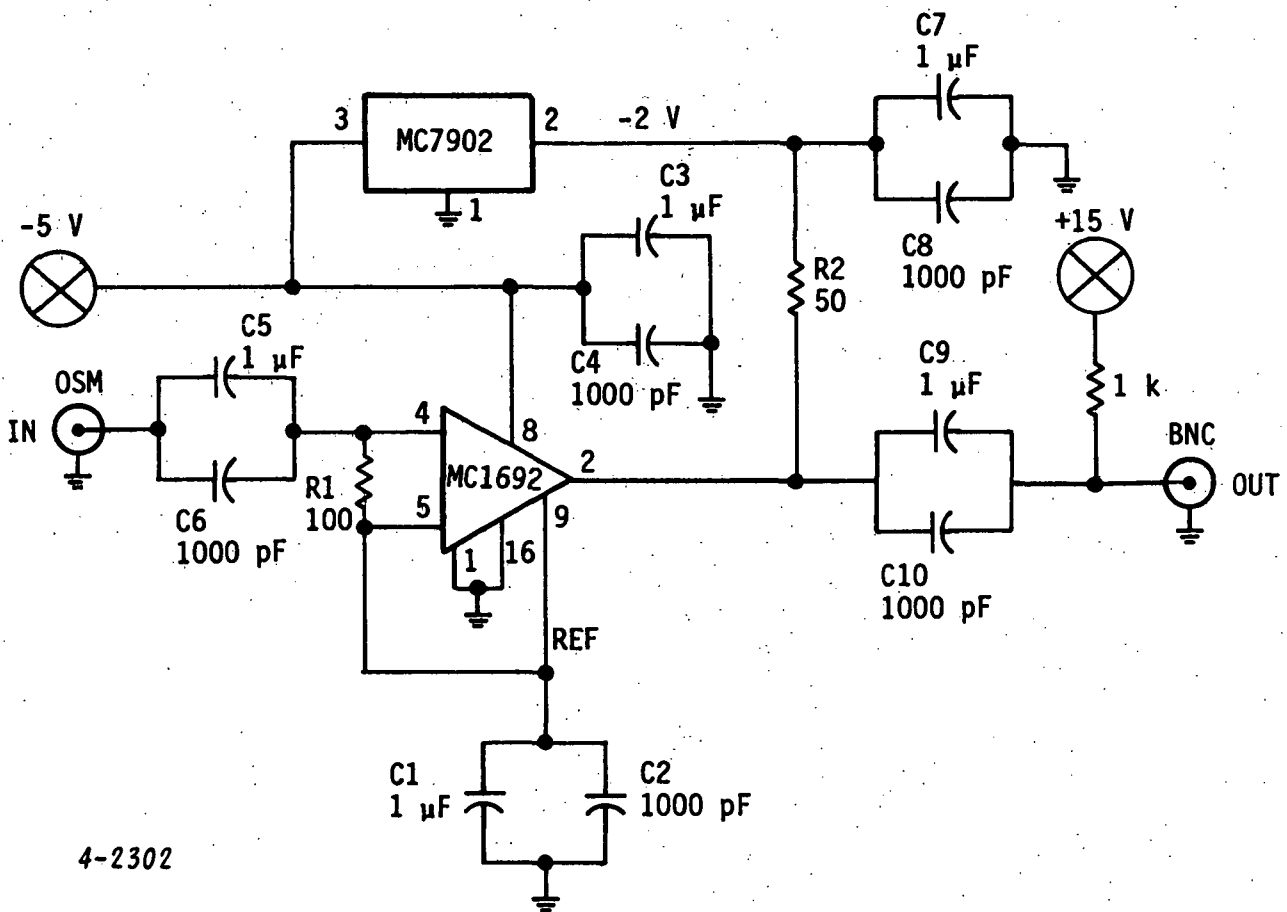 C7
1 µF
3
MC7902
2
-2 V
1
C3
1 µF
-5 V
+15 V
C8
1000 pF
R2
50
C5
1 µF
C4
1000 pF
C9
1 µF
1 k
OSM
IN
4
8
BNC
MC1692
2
OUT
R1
100
5
9
C6
1000 pF
1
16
C10
1000 pF
REF
C1
1 µF
C2
1000 pF
4-2302